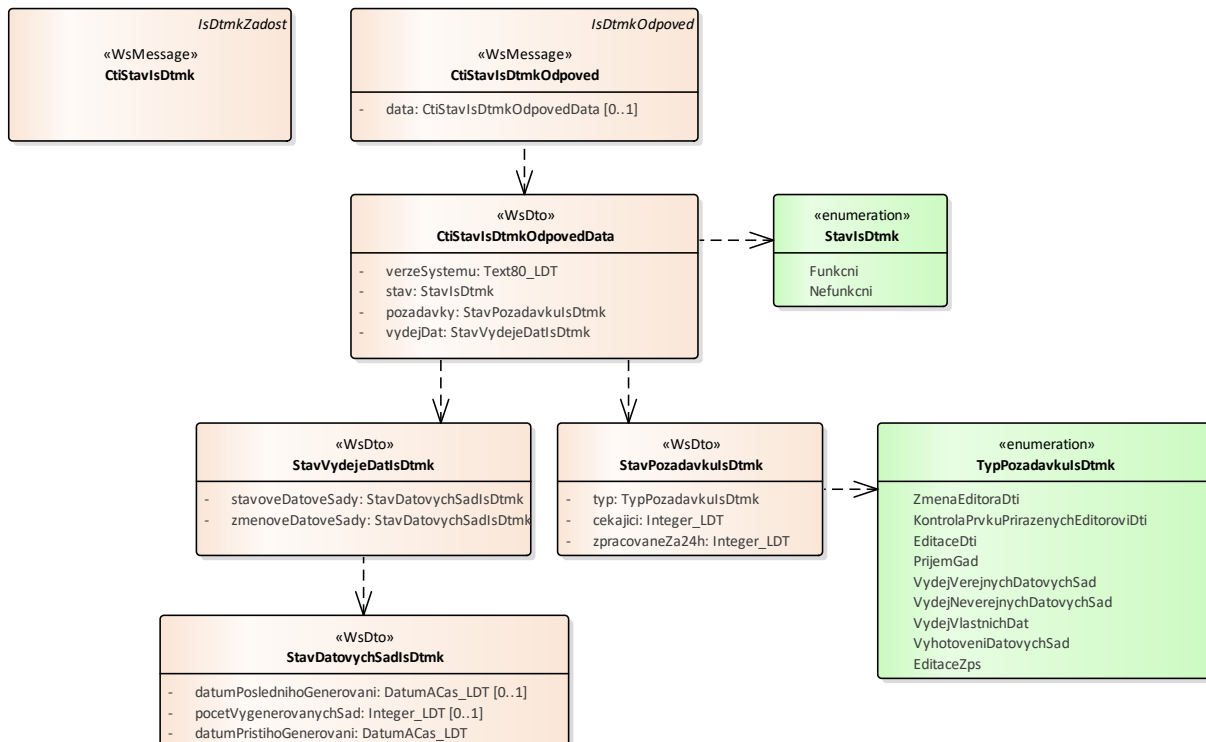 IsDtmkZadost
«WsMessage»
CtiStavIsDtmk
IsDtmkOdpoved
«WsMessage»
CtiStavIsDtmkOdpoved
- data: CtiStavIsDtmkOdpovedData [0..1]
«WsDto»
CtiStavIsDtmkOdpovedData
- verzeSystemu: Text80_LDT
- stav: StavIsDtmk
- pozadavky: StavPozadavkuIsDtmk
- vydejDat: StavVydejeDatIsDtmk
«enumeration»
StavIsDtmk
Funkcni
Nefunkcni
«WsDto»
StavVydejeDatIsDtmk
- stavoveDatoveSady: StavDatovychSadIsDtmk
- zmenoveDatoveSady: StavDatovychSadIsDtmk
«WsDto»
StavPozadavkuIsDtmk
- typ: TypPozadavkuIsDtmk
- cekajici: Integer_LDT
- zpracovaneZa24h: Integer_LDT
«enumeration»
TypPozadavkuIsDtmk
ZmenaEditoraDti
KontrolaPrvkuPrirazenychEditoroviDti
EditaceDti
PrijemGad
VydejVerejnychDatovychSad
VydejNeverejnychDatovychSad
VydejVlastnichDat
VyhotoveniDatovychSad
EditaceZps
«WsDto»
StavDatovychSadIsDtmk
- datumPoslednihoGenerovani: DatumACas_LDT [0..1]
- pocetVygenerovanychSad: Integer_LDT [0..1]
- datumPristihoGenerovani: DatumACas_LDT